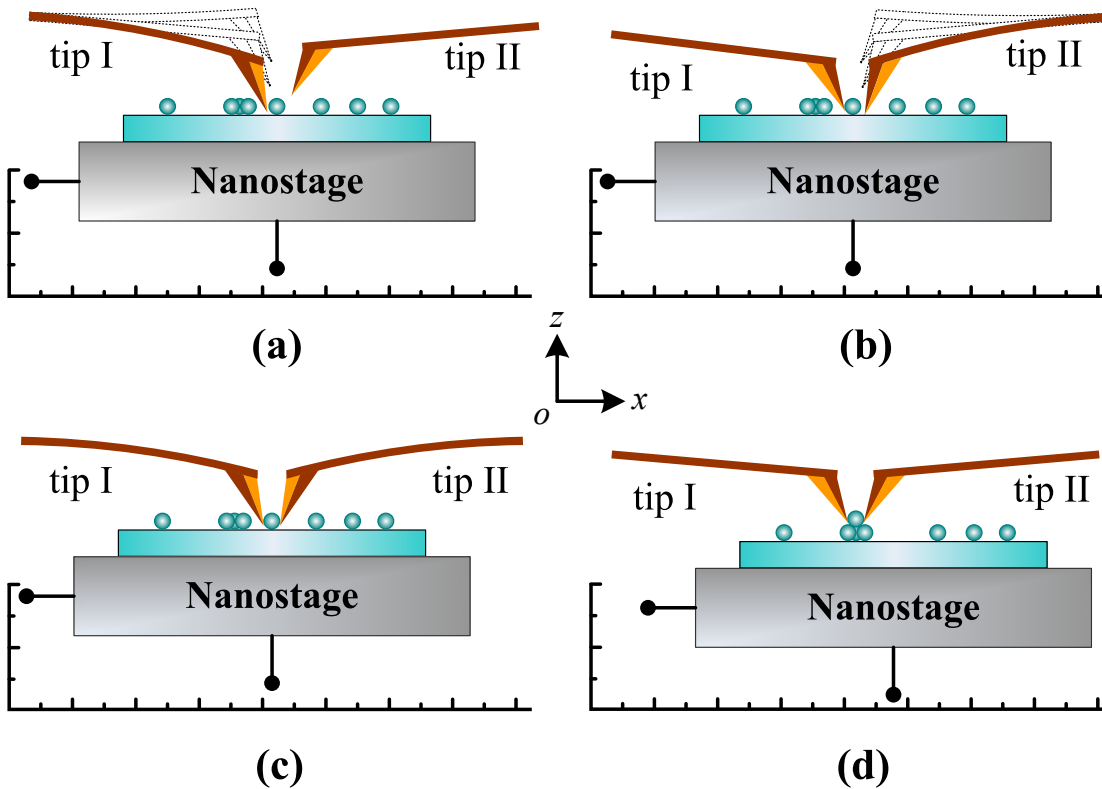 tip I
tip II
Nanostage
(a)
tip I
tip II
Nanostage
(b)
z
o
x
tip I
tip II
Nanostage
(c)
tip I
tip II
Nanostage
(d)